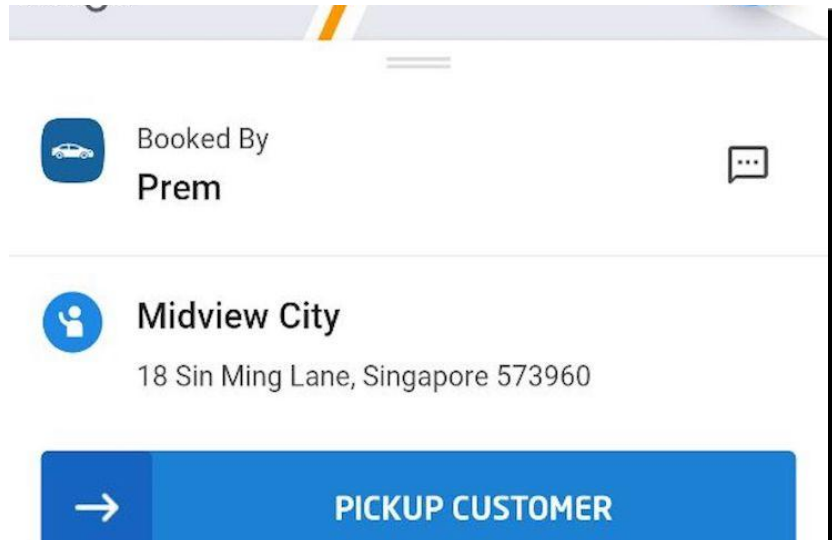 Booked By
Prem
Midview City
18 Sin Ming Lane, Singapore 573960
PICKUP CUSTOMER